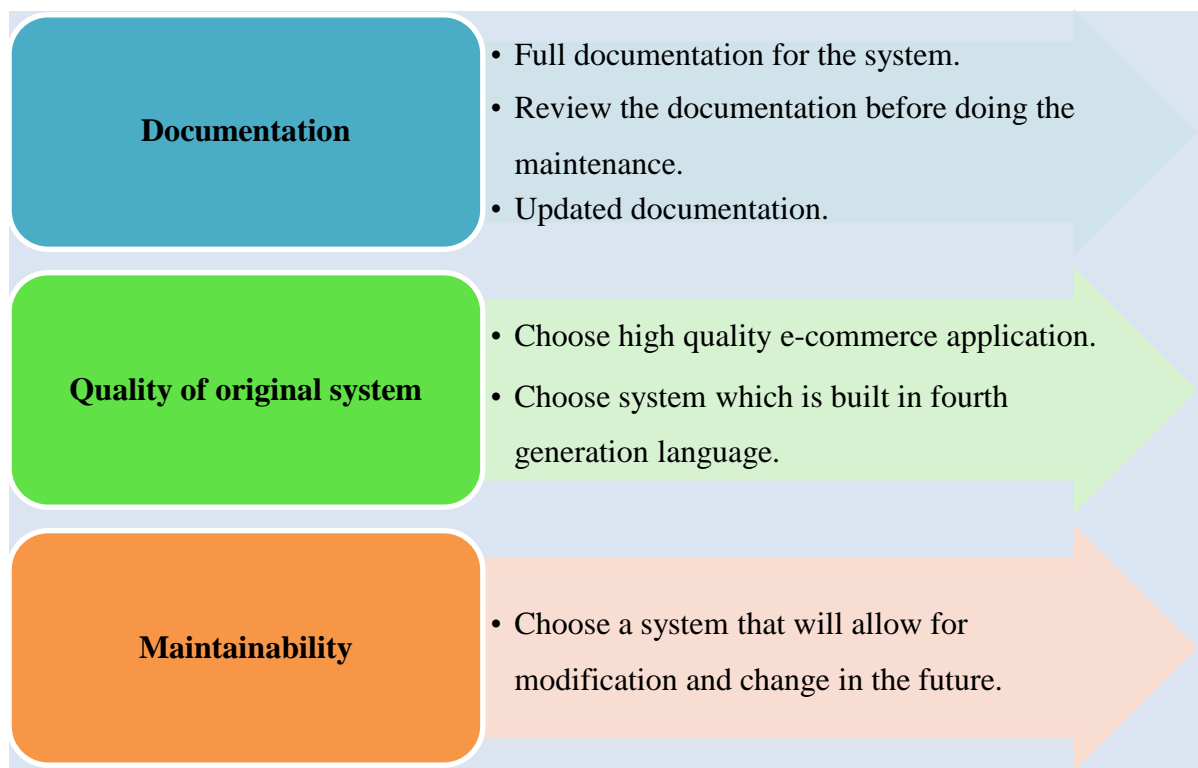 Documentation
• Full documentation for the system.
• Review the documentation before doing the
maintenance.
• Updated documentation.
Quality of original system
• Choose high quality e-commerce application.
• Choose system which is built in fourth
generation language.
Maintainability
• Choose a system that will allow for
modification and change in the future.